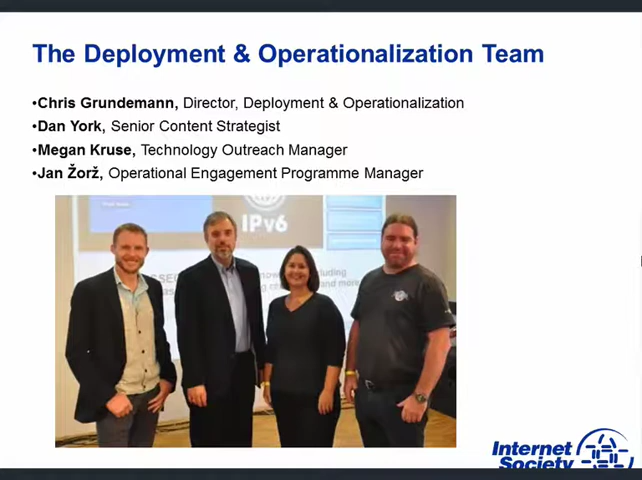 The Deployment & Operationalization Team
•Chris Grundemann, Director, Deployment & Operationalization
•Dan York, Senior Content Strategist
•Megan Kruse, Technology Outreach Manager
•Jan Žorž, Operational Engagement Programme Manager
IPv6
Internet
Society